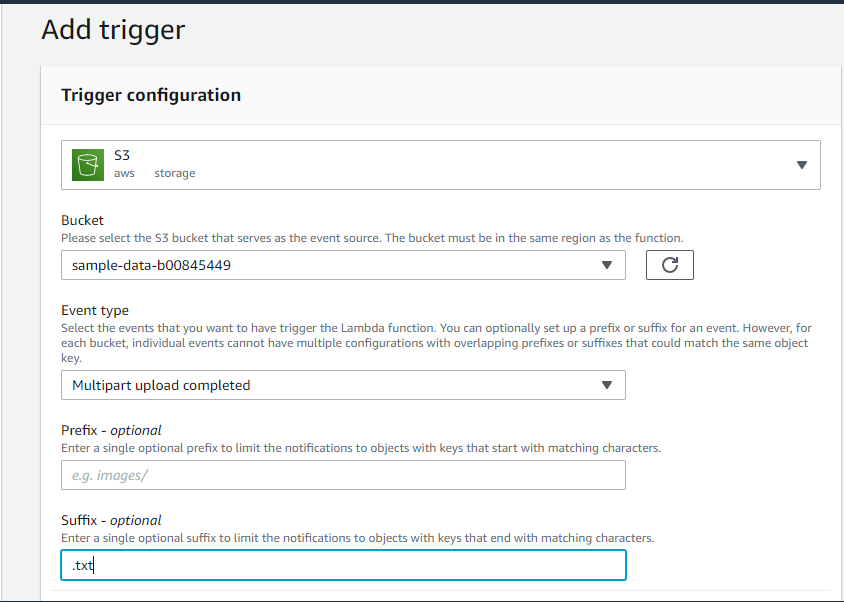 Add trigger
Trigger configuration
S3
aws storage
Bucket
Please select the S3 bucket that serves as the event source. The bucket must be in the same region as the function.
sample-data-b00845449
Event type
Select the events that you want to have trigger the Lambda function. You can optionally set up a prefix or suffix for an event. However, for
each bucket, individual events cannot have multiple configurations with overlapping prefixes or suffixes that could match the same object
key.
Multipart upload completed
Prefix - optional
Enter a single optional prefix to limit the notifications to objects with keys that start with matching characters.
e.g. images/
Suffix - optional
Enter a single optional suffix to limit the notifications to objects with keys that end with matching characters.
.txt